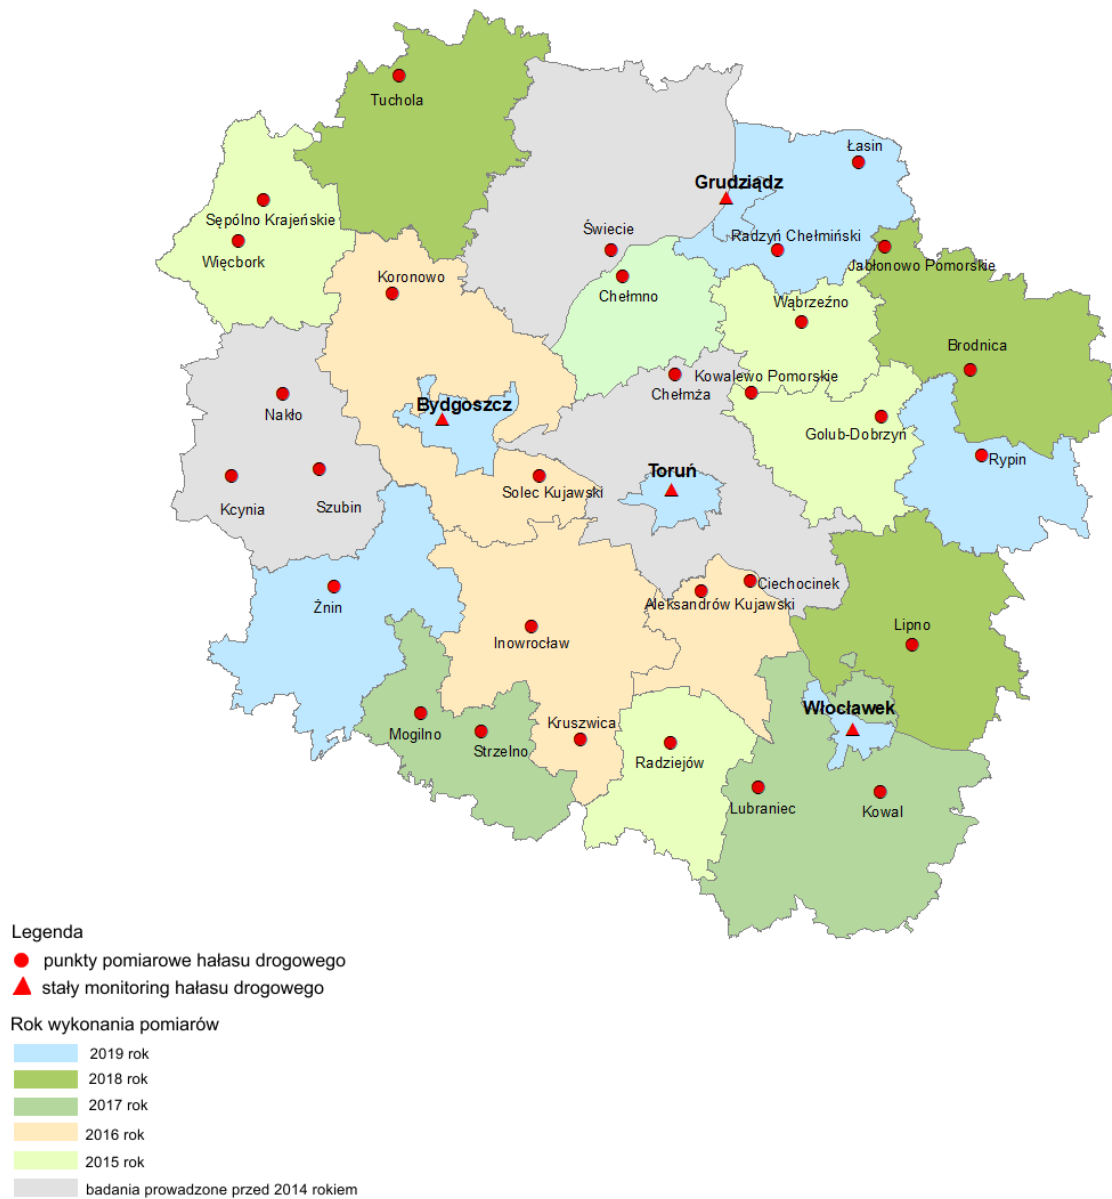 Tuchola
Łasin
Grudziądz
Sępólno Krajeńskie
Świecie
Radzyń Chełmiński
Więcbork
Jabłonowo Pomorskie
Koronowo
Chełmno
Wąbrzeźno
Brodnica
Kowalewo Pomorskie
Chełmża
Bydgoszcz
Nakło
Golub-Dobrzyń
Rypin
Toruń
Solec Kujawski
Kcynia
Szubin
Ciechocinek
Żnin
Aleksandrów Kujawski
Lipno
Inowrocław
Włocławek
Kruszwica
Mogilno
Strzelno
Radziejów
Lubraniec
Kowal
Legenda
punkty pomiarowe hałasu drogowego
stały monitoring hałasu drogowego
Rok wykonania pomiarów
2019 rok
2018 rok
2017 rok
2016 rok
2015 rok
badania prowadzone przed 2014 rokiem